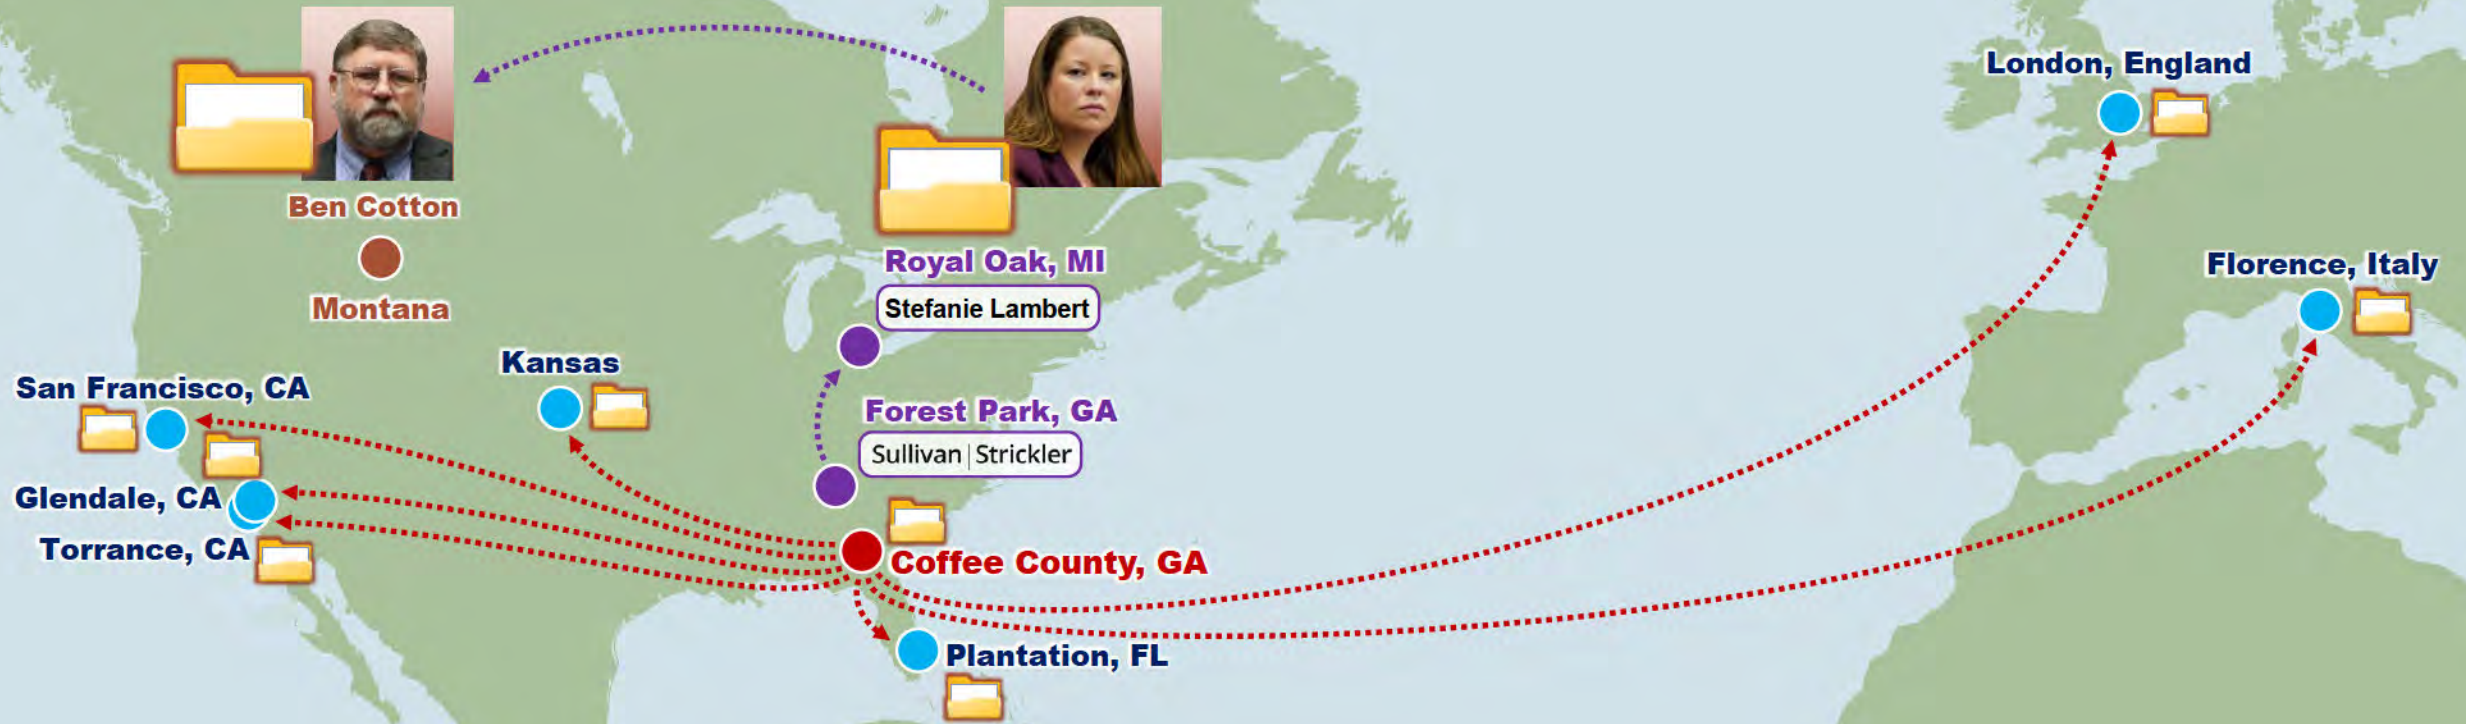 London, England
Ben Cotton
Montana
Royal Oak, MI
Stefanie Lambert
Florence, Italy
Kansas
San Francisco, CA
Forest Park, GA
Sullivan | Strickler
Glendale, CA
Torrance, CA
Coffee County, GA
Plantation, FL